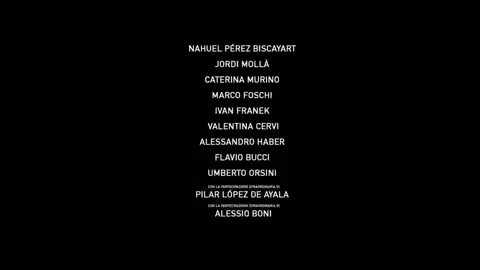 NAHUEL PÉREZ BISCAYART
JORDI MOLLÀ
CATERINA MURINO
MARCO FOSCHI
IVAN FRANEK
VALENTINA CERVI
ALESSANDRO HABER
FLAVIO BUCCI
UMBERTO ORSINI
CON LA PARTECIPAZIONE STRAORDINARIA DI
PILAR LÓPEZ DE AYALA
CON LA PARTECIPAZIONE STRAORDINARIA DI
ALESSIO BONI